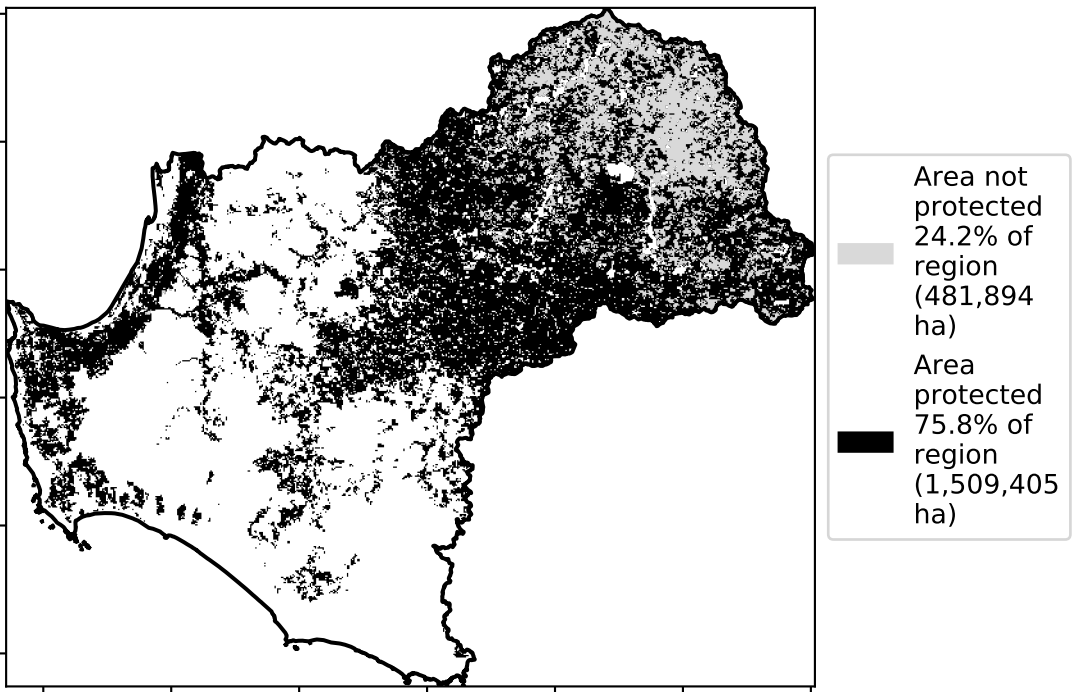 Area not
protected
24.2% of
region
(481,894
ha)
Area
protected
75.8% of
region
(1,509,405
ha)